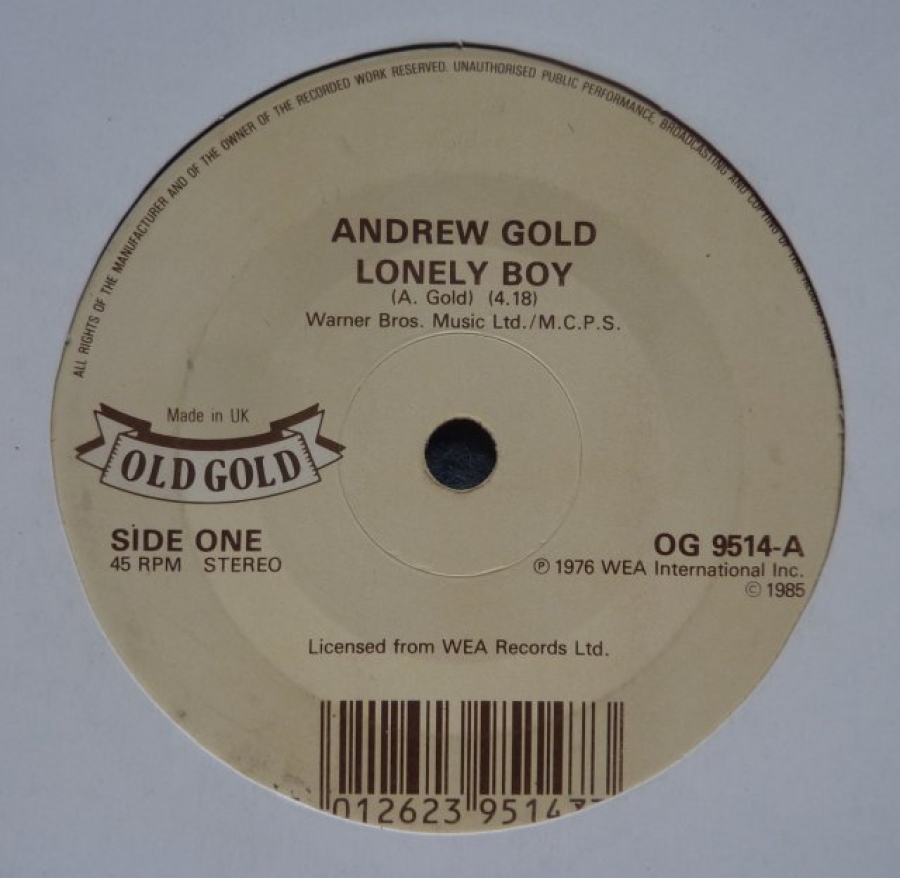 ALL RIGHTS OF THE MANUFACTURER AND OF THE OWNER OF THE RECORDED WORK RESERVED. UNAUTHORISED PUBLIC PERFORMANCE, BROADCASTING AND COPYING OF THIS RECORD
ANDREW GOLD
LONELY BOY
(A. Gold) (4.18)
Warner Bros. Music Ltd./M.C.P.S.
Made in UK
OLD GOLD
SIDE ONE
45 RPM STEREO
OG 9514-A
℗ 1976 WEA International Inc.
© 1985
Licensed from WEA Records Ltd.
012623 9514